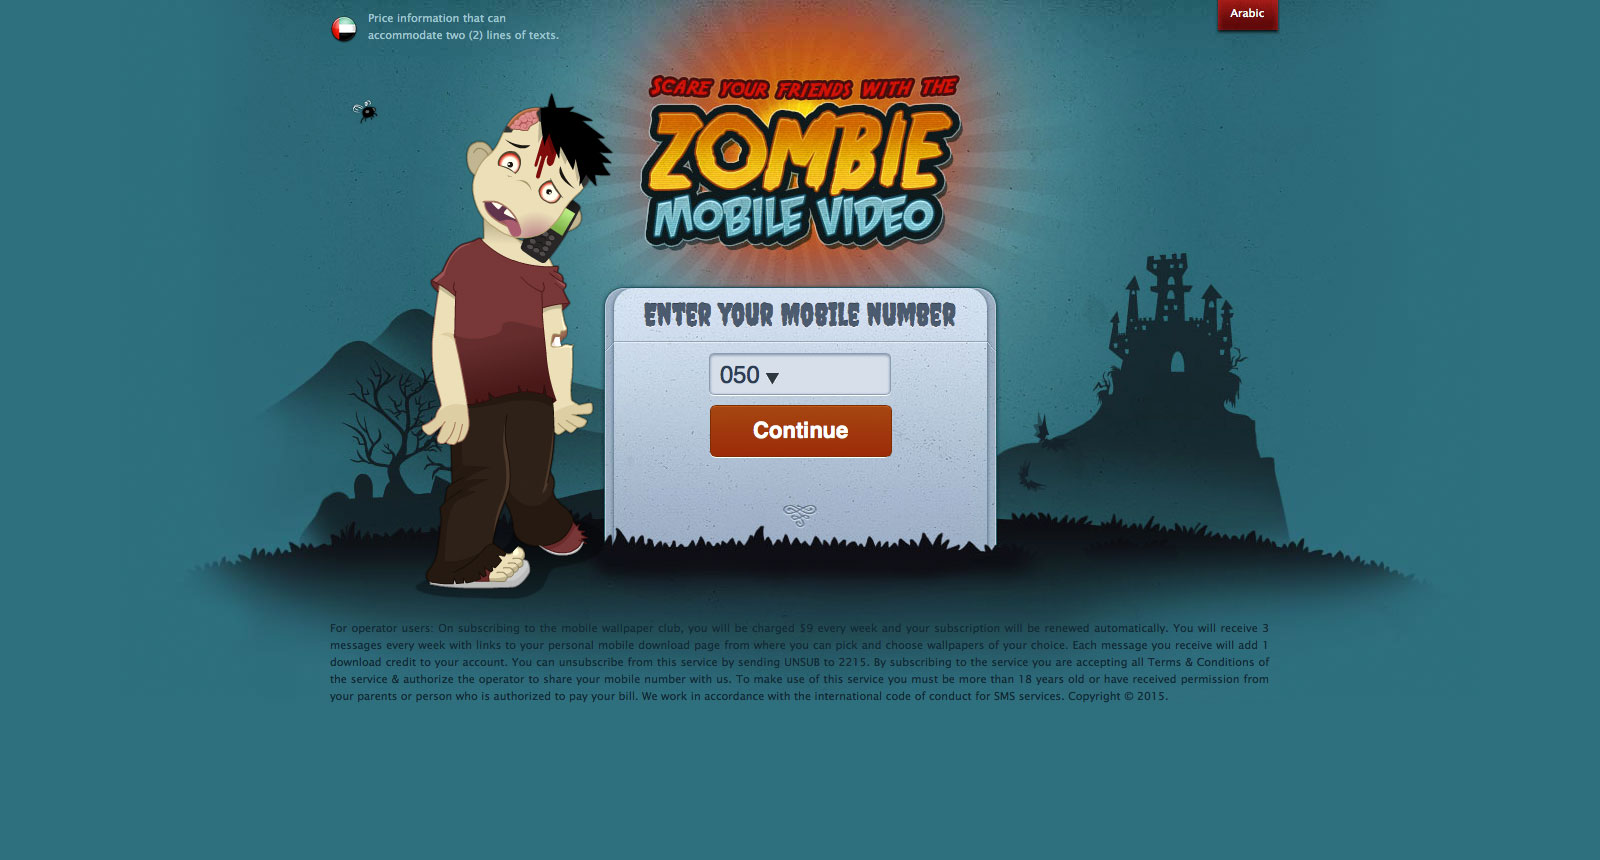 Price information that can
accommodate two (2) lines of texts.
Arabic
SCARE YOUR FRIENDS WITH THE
ZOMBIE
MOBILE VIDEO
ENTER YOUR MOBILE NUMBER
050
Continue
For operator users: On subscribing to the mobile wallpaper club, you will be charged $9 every week and your subscription will be renewed automatically. You will receive 3
messages every week with links to your personal mobile download page from where you can pick and choose wallpapers of your choice. Each message you receive will add 1
download credit to your account. You can unsubscribe from this service by sending UNSUB to 2215. By subscribing to the service you are accepting all Terms & Conditions of
the service & authorize the operator to share your mobile number with us. To make use of this service you must be more than 18 years old or have received permission from
your parents or person who is authorized to pay your bill. We work in accordance with the international code of conduct for SMS services. Copyright © 2015.